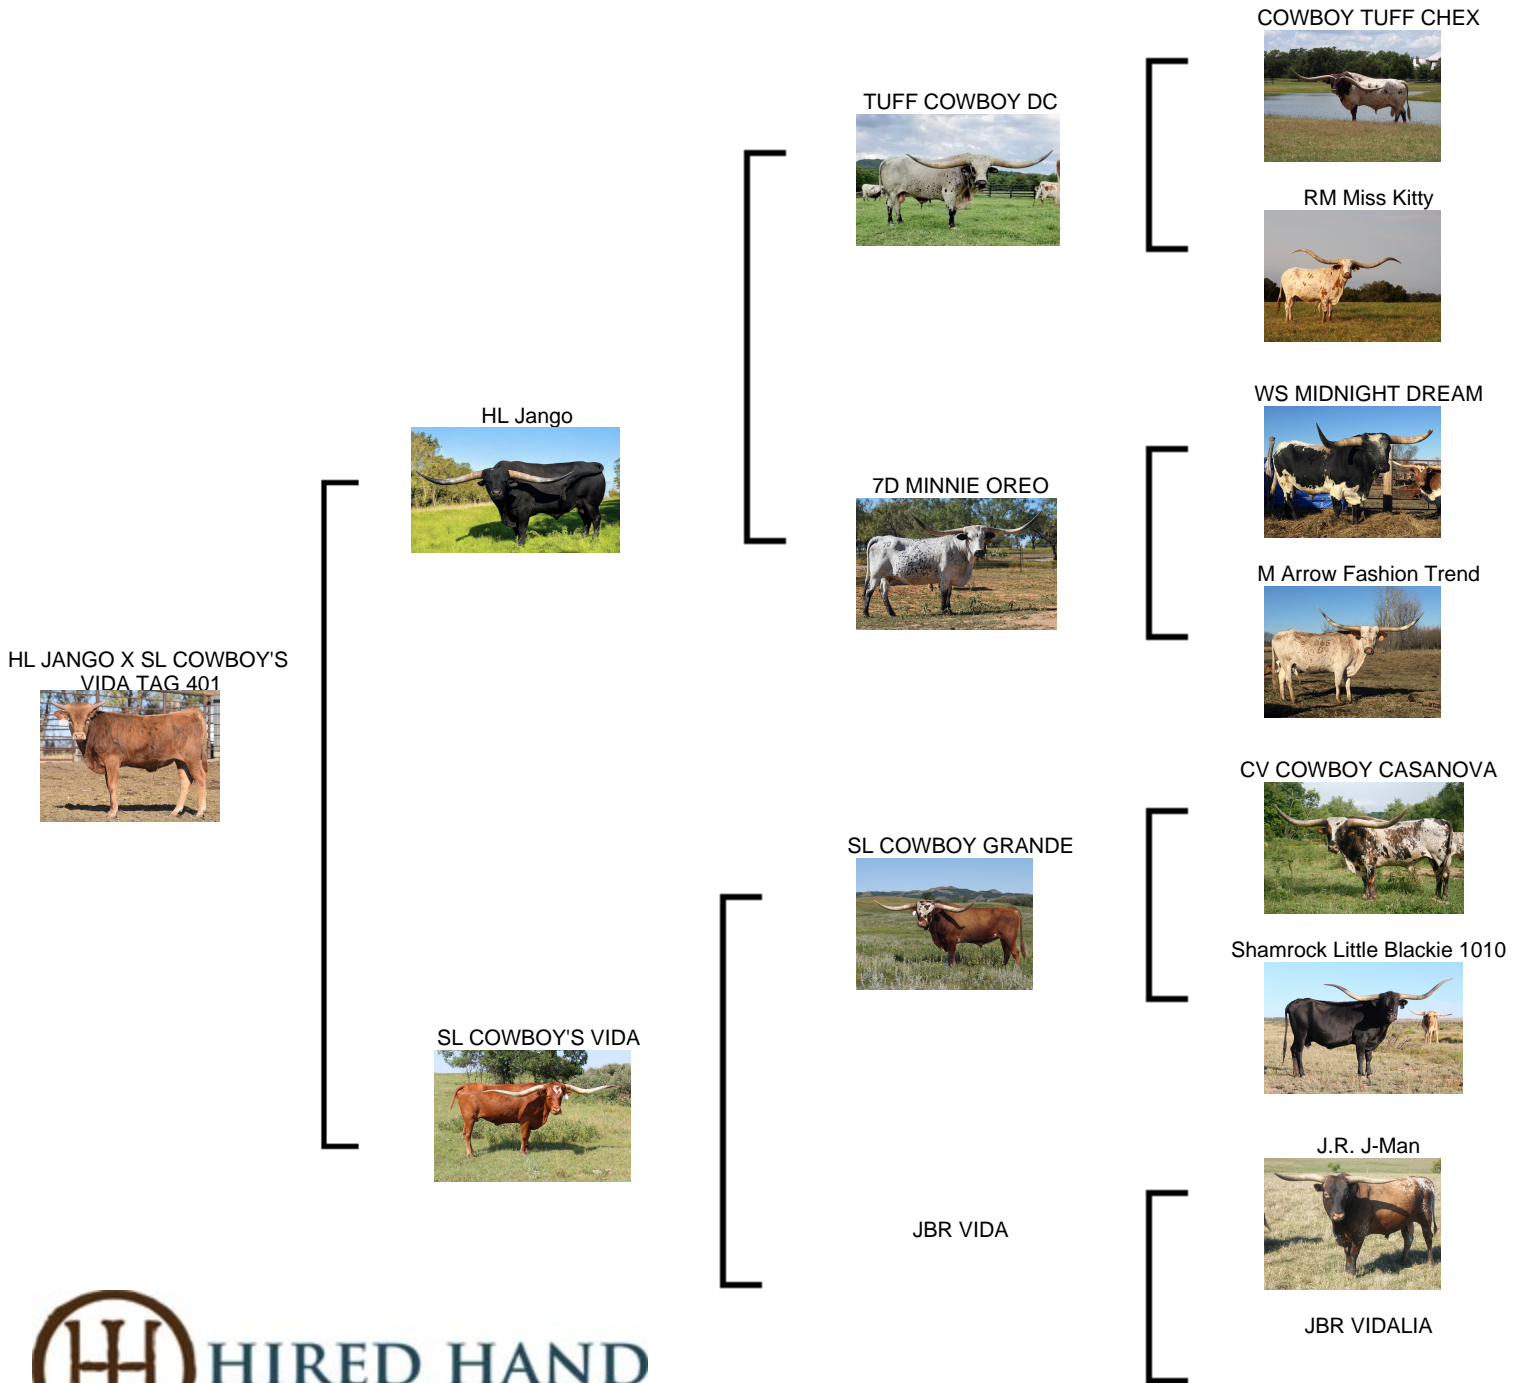 COWBOY TUFF CHEX
TUFF COWBOY DC
RM Miss Kitty
WS MIDNIGHT DREAM
HL Jango
7D MINNIE OREO
M Arrow Fashion Trend
HL JANGO X SL COWBOY'S
VIDA TAG 401
CV COWBOY CASANOVA
SL COWBOY GRANDE
Shamrock Little Blackie 1010
SL COWBOY'S VIDA
J.R. J-Man
JBR VIDA
JBR VIDALIA
HIRED HAND